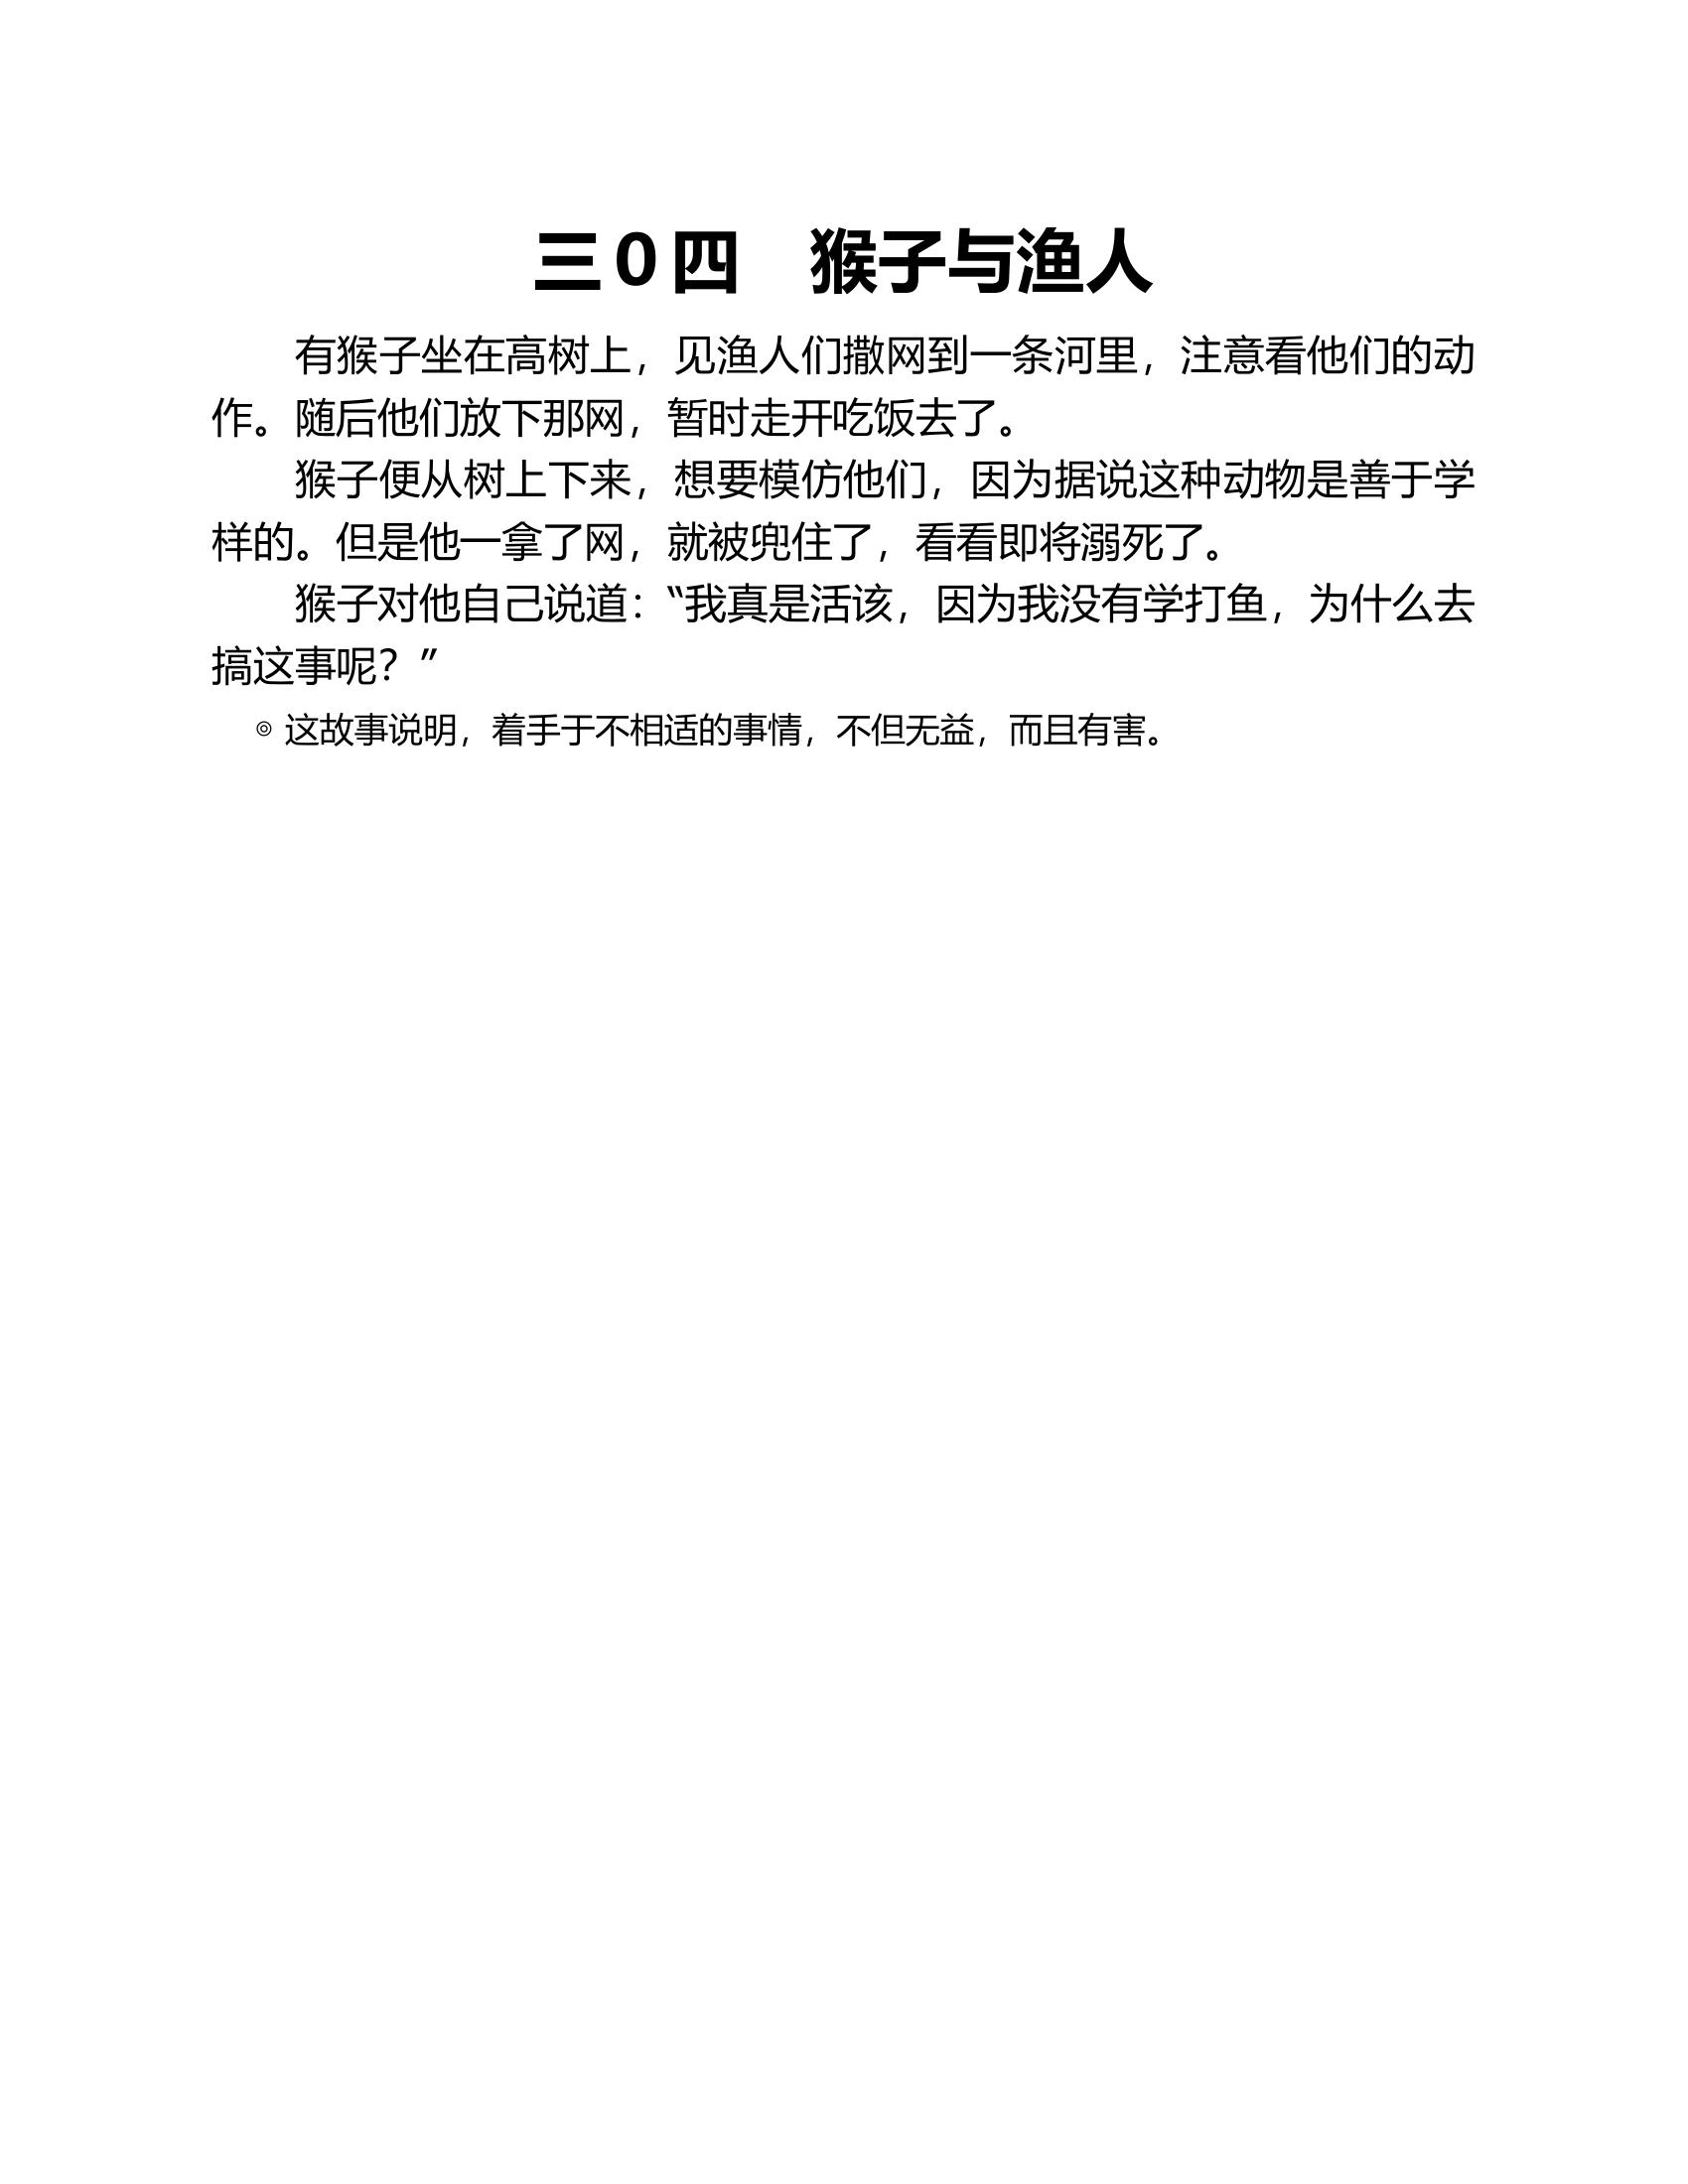 三0四　猴子与渔人
有猴子坐在高树上，见渔人们撒网到一条河里，注意看他们的动
作。随后他们放下那网，暂时走开吃饭去了。
猴子便从树上下来，想要模仿他们，因为据说这种动物是善于学
样的。但是他一拿了网，就被兜住了，看看即将溺死了。
猴子对他自己说道：“我真是活该，因为我没有学打鱼，为什么去
搞这事呢？”
◎ 这故事说明，着手于不相适的事情，不但无益，而且有害。